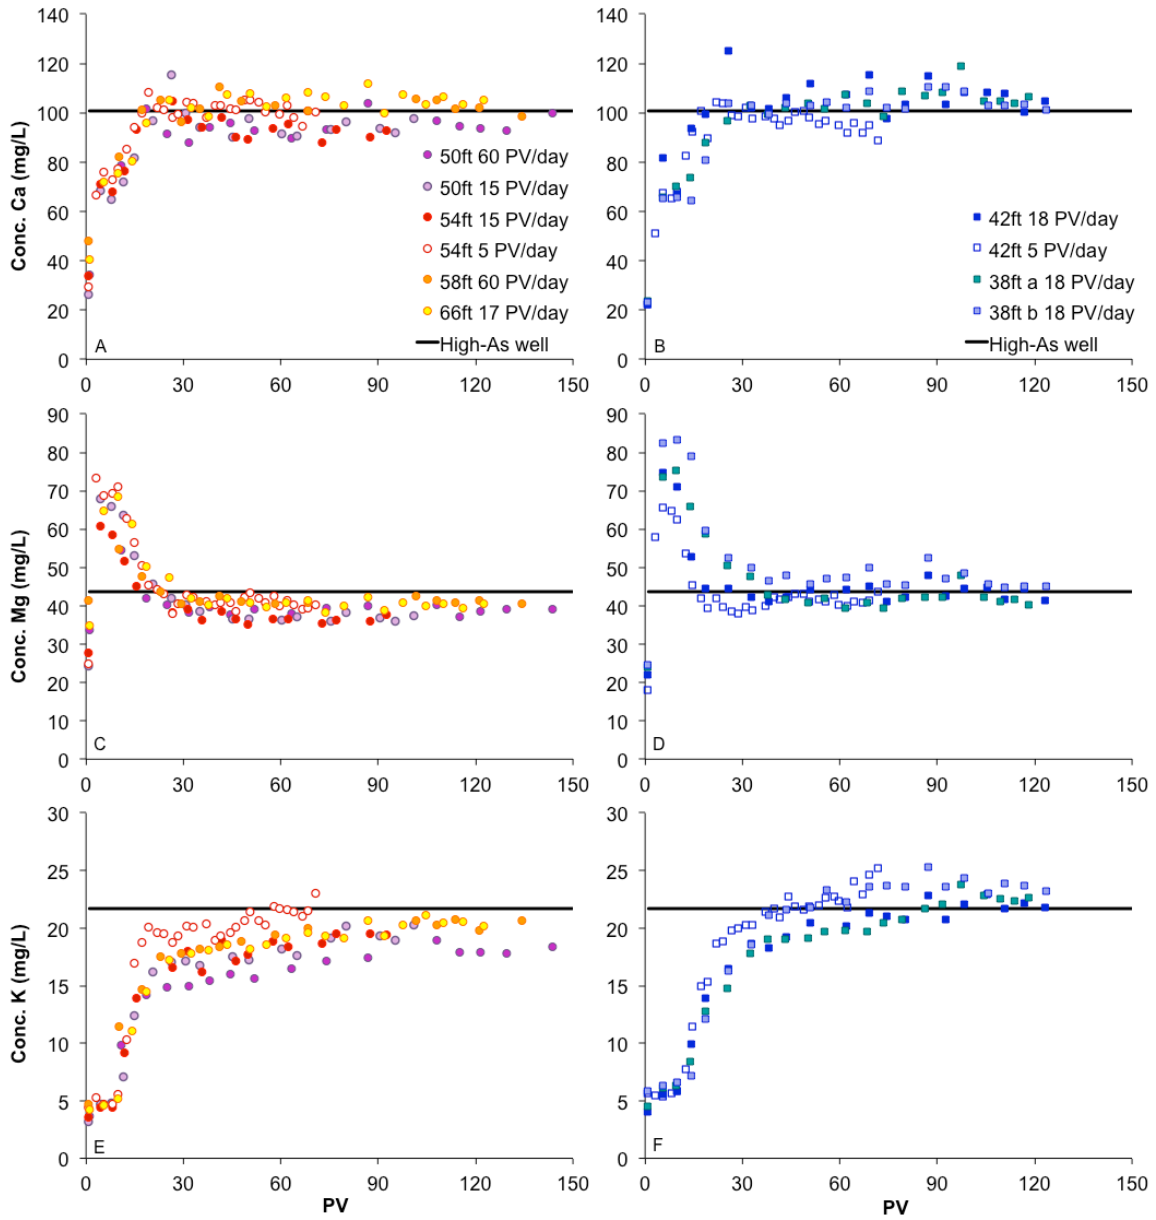 Conc. Ca (mg/L)
140
120
100
80
60
40
20
0
0 30 60 90 120 150
A
50ft 60 PV/day
50ft 15 PV/day
54ft 15 PV/day
54ft 5 PV/day
58ft 60 PV/day
66ft 17 PV/day
High-As well
140
120
100
80
60
40
20
0
0 30 60 90 120 150
B
42ft 18 PV/day
42ft 5 PV/day
38ft a 18 PV/day
38ft b 18 PV/day
High-As well
Conc. Mg (mg/L)
90
80
70
60
50
40
30
20
10
0
0 30 60 90 120 150
C
90
80
70
60
50
40
30
20
10
0
0 30 60 90 120 150
D
Conc. K (mg/L)
30
25
20
15
10
5
0
0 30 60 90 120 150
E
PV
30
25
20
15
10
5
0
0 30 60 90 120 150
F
PV